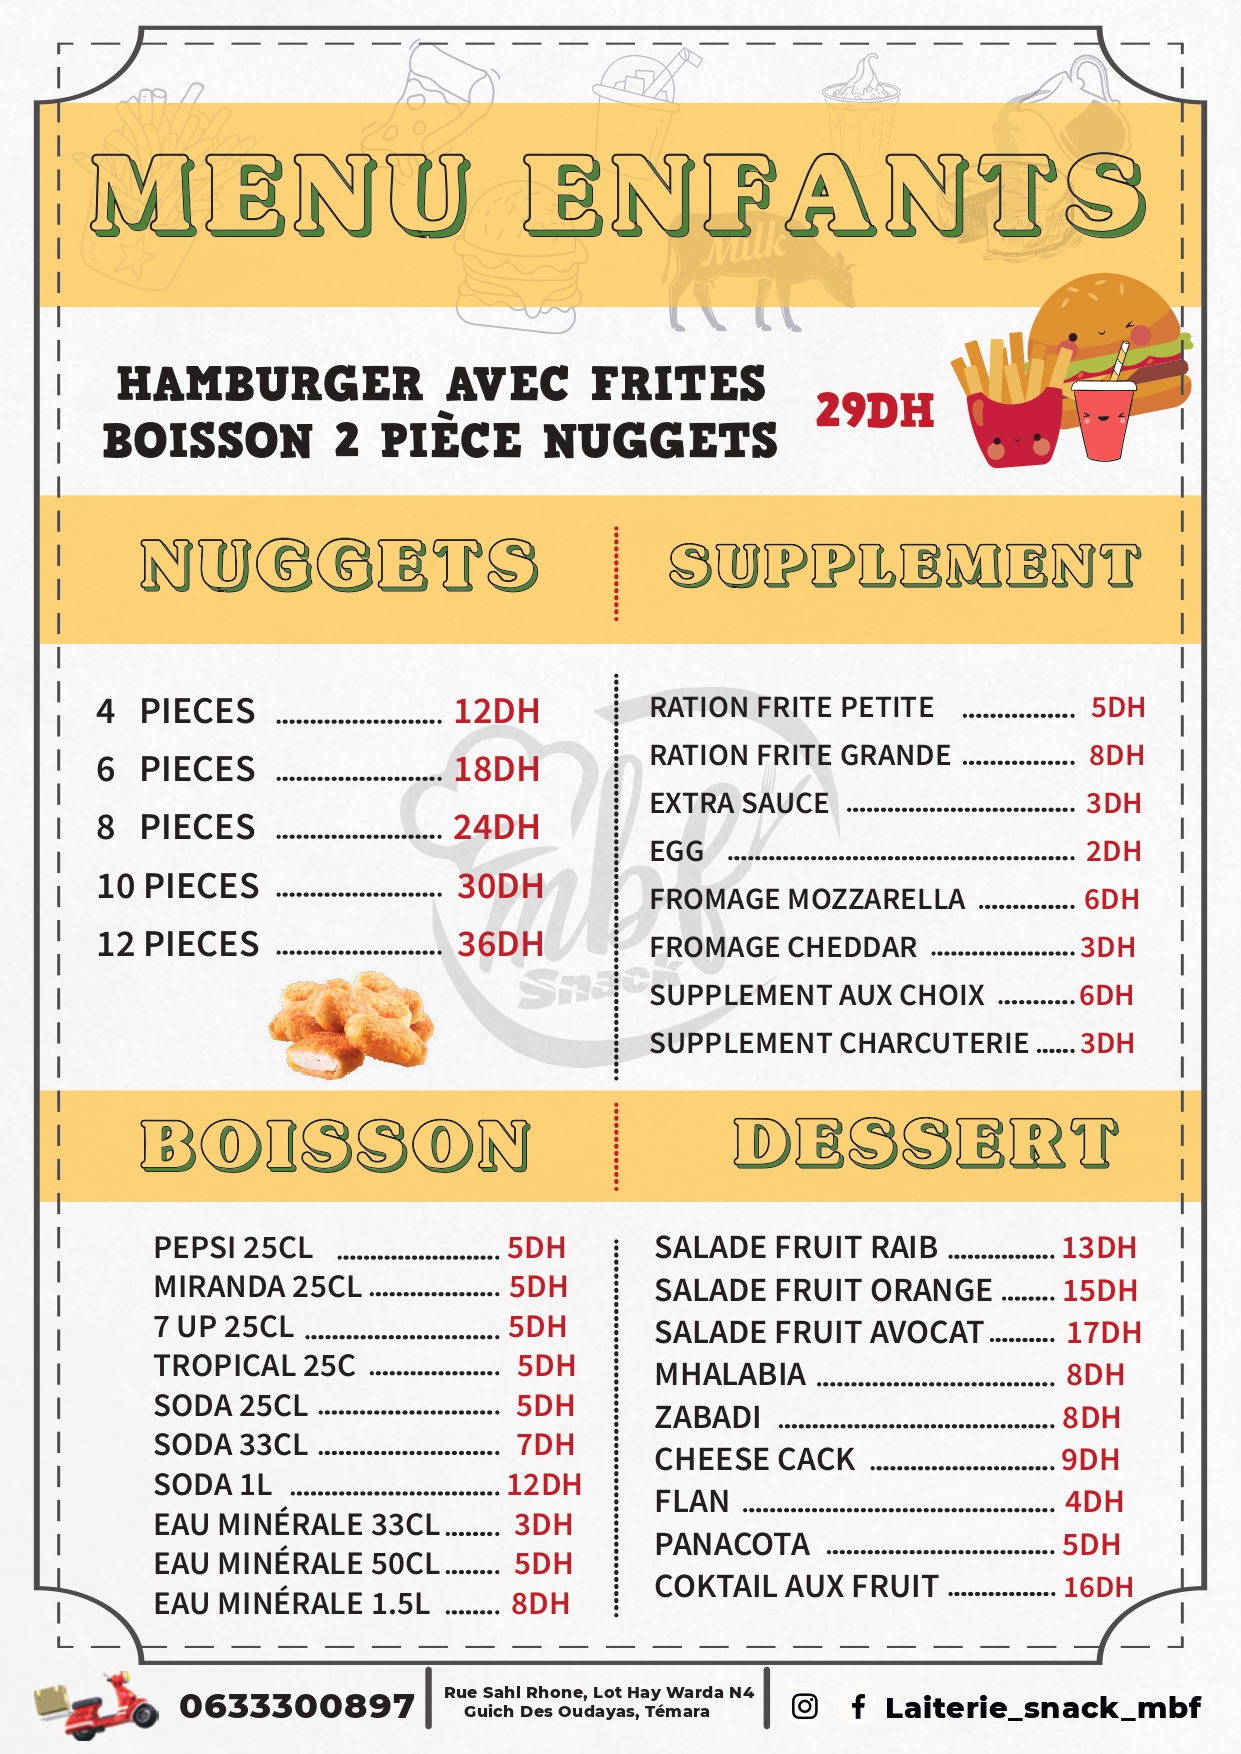 MENU ENFANTS
Milk
HAMBURGER AVEC FRITES
BOISSON 2 PIÈCE NUGGETS
29DH
NUGGETS
4 PIECES ........................ 12DH
6 PIECES ........................ 18DH
8 PIECES ........................ 24DH
10 PIECES ........................ 30DH
12 PIECES ........................ 36DH
SUPPLEMENT
RATION FRITE PETITE ................ 5DH
RATION FRITE GRANDE ................ 8DH
EXTRA SAUCE ................................ 3DH
EGG ................................................ 2DH
FROMAGE MOZZARELLA .............. 6DH
FROMAGE CHEDDAR .................... 3DH
SUPPLEMENT AUX CHOIX ........... 6DH
SUPPLEMENT CHARCUTERIE ...... 3DH
mbf
Snack
BOISSON
PEPSI 25CL ........................ 5DH
MIRANDA 25CL ................... 5DH
7 UP 25CL ............................ 5DH
TROPICAL 25C ................... 5DH
SODA 25CL .......................... 5DH
SODA 33CL .......................... 7DH
SODA 1L .............................. 12DH
EAU MINÉRALE 33CL ........ 3DH
EAU MINÉRALE 50CL ........ 5DH
EAU MINÉRALE 1.5L ........ 8DH
DESSERT
SALADE FRUIT RAIB ............... 13DH
SALADE FRUIT ORANGE ........ 15DH
SALADE FRUIT AVOCAT .......... 17DH
MHALABIA .................................. 8DH
ZABADI ........................................ 8DH
CHEESE CACK .......................... 9DH
FLAN ............................................. 4DH
PANACOTA ................................. 5DH
COKTAIL AUX FRUIT ............... 16DH
0633300897
Rue Sahl Rhone, Lot Hay Warda N4
Guich Des Oudayas, Témara
Laiterie_snack_mbf